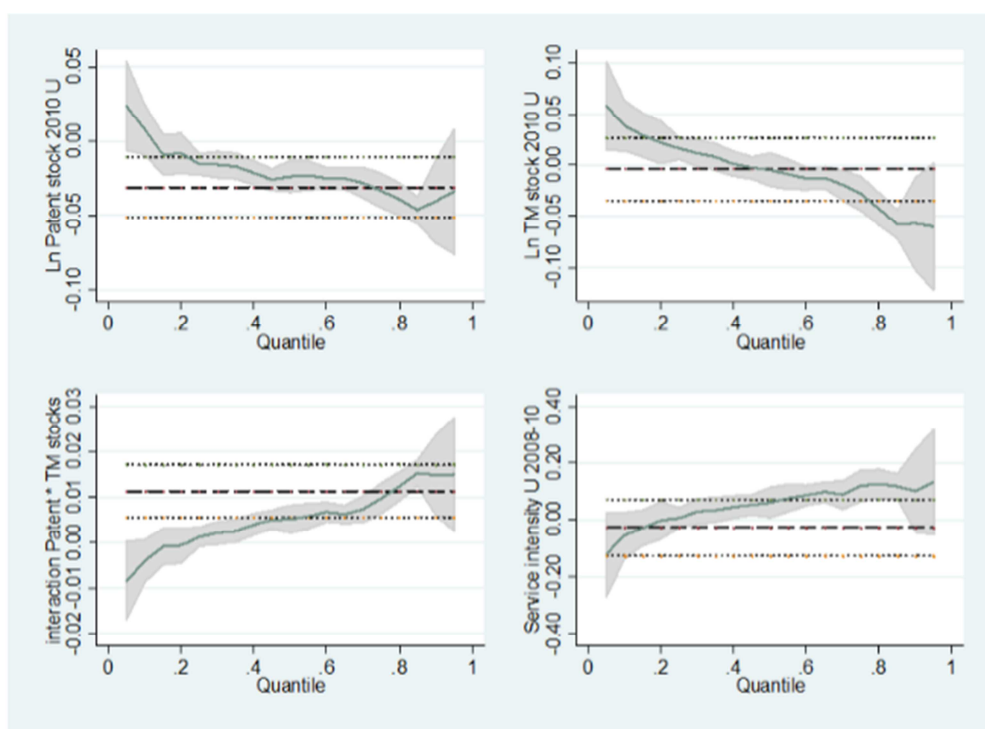 Ln Patent stock 2010 U
0.05
0.00
-0.05
-0.10
0 .2 .4 .6 .8 1
Quantile
Ln TM stock 2010 U
0.10
0.05
0.00
-0.05
-0.10
0 .2 .4 .6 .8 1
Quantile
interaction Patent * TM stocks
0.03
0.02
0.01
0.00
-0.01
-0.02
0 .2 .4 .6 .8 1
Quantile
Service intensity U 2008-10
0.40
0.20
0.00
-0.20
-0.40
0 .2 .4 .6 .8 1
Quantile